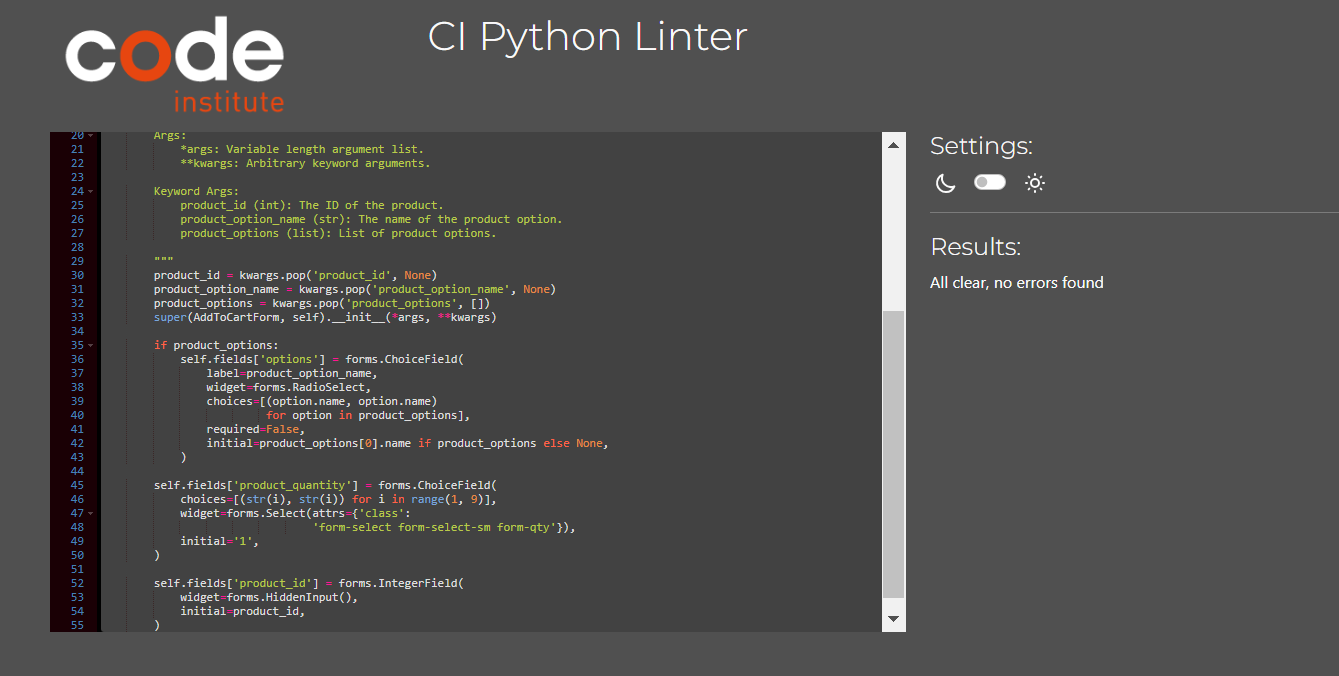 code
institute
CI Python Linter
20 Args:
21 *args: Variable length argument list.
22 **kwargs: Arbitrary keyword arguments.
23
24 Keyword Args:
25 product_id (int): The ID of the product.
26 product_option_name (str): The name of the product option.
27 product_options (list): List of product options.
28
29 """
30 product_id = kwargs.pop('product_id', None)
31 product_option_name = kwargs.pop('product_option_name', None)
32 product_options = kwargs.pop('product_options', [])
33 super(AddToCartForm, self).__init__(*args, **kwargs)
34
35 if product_options:
36 self.fields['options'] = forms.ChoiceField(
37 label=product_option_name,
38 widget=forms.RadioSelect,
39 choices=[(option.name, option.name)
40 for option in product_options],
41 required=False,
42 initial=product_options[0].name if product_options else None,
43 )
44
45 self.fields['product_quantity'] = forms.ChoiceField(
46 choices=[(str(i), str(i)) for i in range(1, 9)],
47 widget=forms.Select(attrs={'class':
48 'form-select form-select-sm form-qty'}),
49 initial='1',
50 )
51
52 self.fields['product_id'] = forms.IntegerField(
53 widget=forms.HiddenInput(),
54 initial=product_id,
55 )
Settings:
Results:
All clear, no errors found